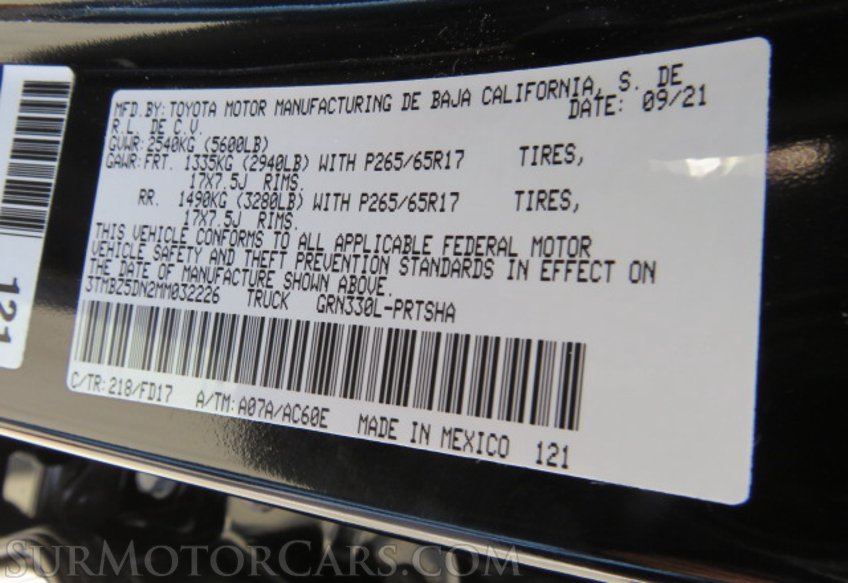 MFD.BY: TOYOTA MOTOR MANUFACTURING DE BAJA CALIFORNIA, S. DE
R.L. DE C.V. DATE: 09/21
GVWR: 2540KG (5600LB)
GAWR: FRT. 1335KG (2940LB) WITH P265/65R17 TIRES,
17X7.5J RIMS.
RR. 1490KG (3280LB) WITH P265/65R17 TIRES,
17X7.5J RIMS.
THIS VEHICLE CONFORMS TO ALL APPLICABLE FEDERAL MOTOR
VEHICLE SAFETY AND THEFT PREVENTION STANDARDS IN EFFECT ON
THE DATE OF MANUFACTURE SHOWN ABOVE.
3TMBZ5DN2MM032226 TRUCK GRN330L-PRTSHA
C/TR: 218/FD17 A/TM: A07A/AC60E MADE IN MEXICO 121
121
SURMOTORCARS.COM